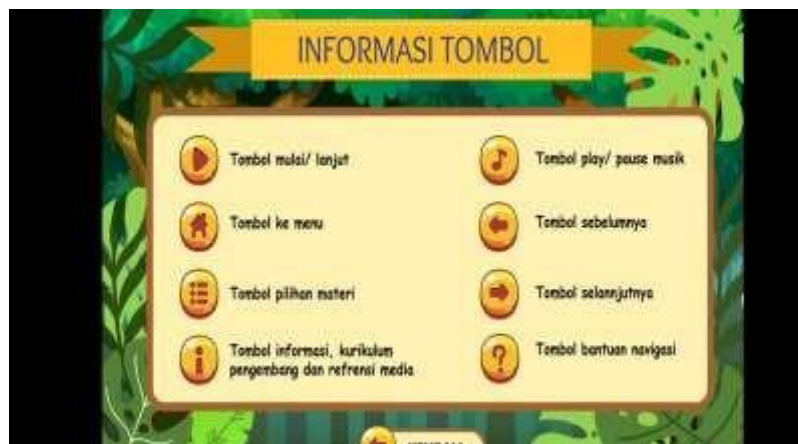 INFORMASI TOMBOL
Tombol mulai/ lanjut
Tombol ke menu
Tombol pilihan materi
Tombol informasi, kurikulum
pengembang dan refrensi media
Tombol play/ pause musik
Tombol sebelumnya
Tombol selannjutnya
Tombol bantuan navigasi